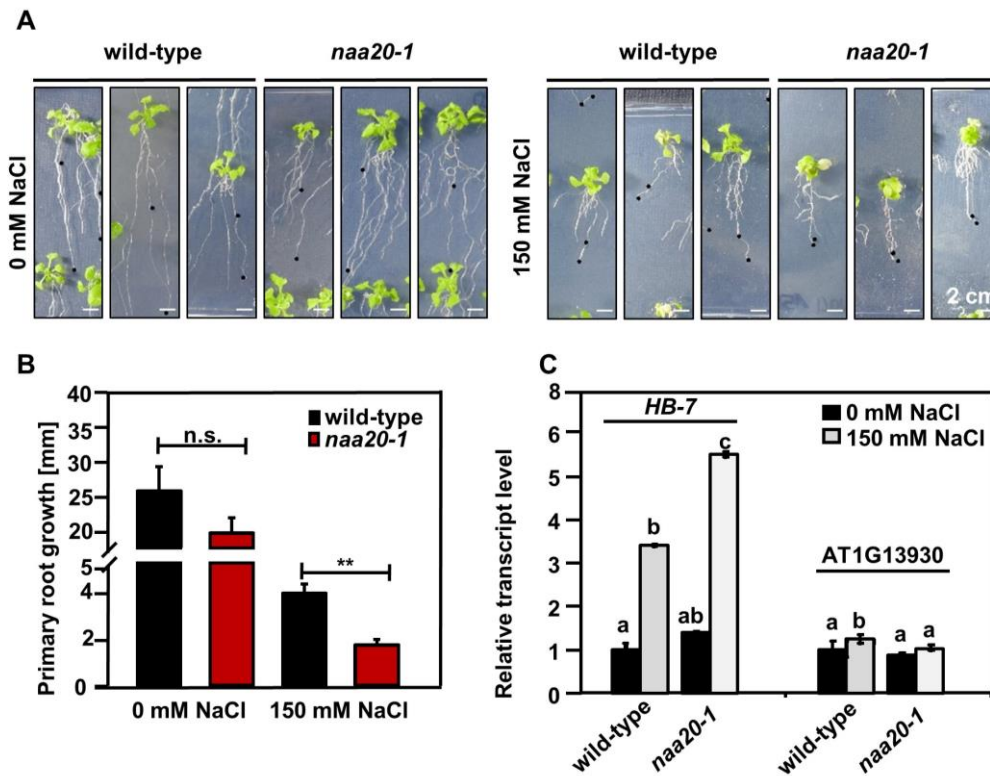 A
wild-type naa20-1 wild-type naa20-1
0 mM NaCl
150 mM NaCl
2 cm
B
Primary root growth [mm]
40
30
25
20
5
4
2
0
wild-type
naa20-1
n.s.
**
0 mM NaCl 150 mM NaCl
C
Relative transcript level
8
6
5
4
3
2
1
0
HB-7
0 mM NaCl
150 mM NaCl
a b ab c
AT1G13930
a b a a
wild-type naa20-1 wild-type naa20-1